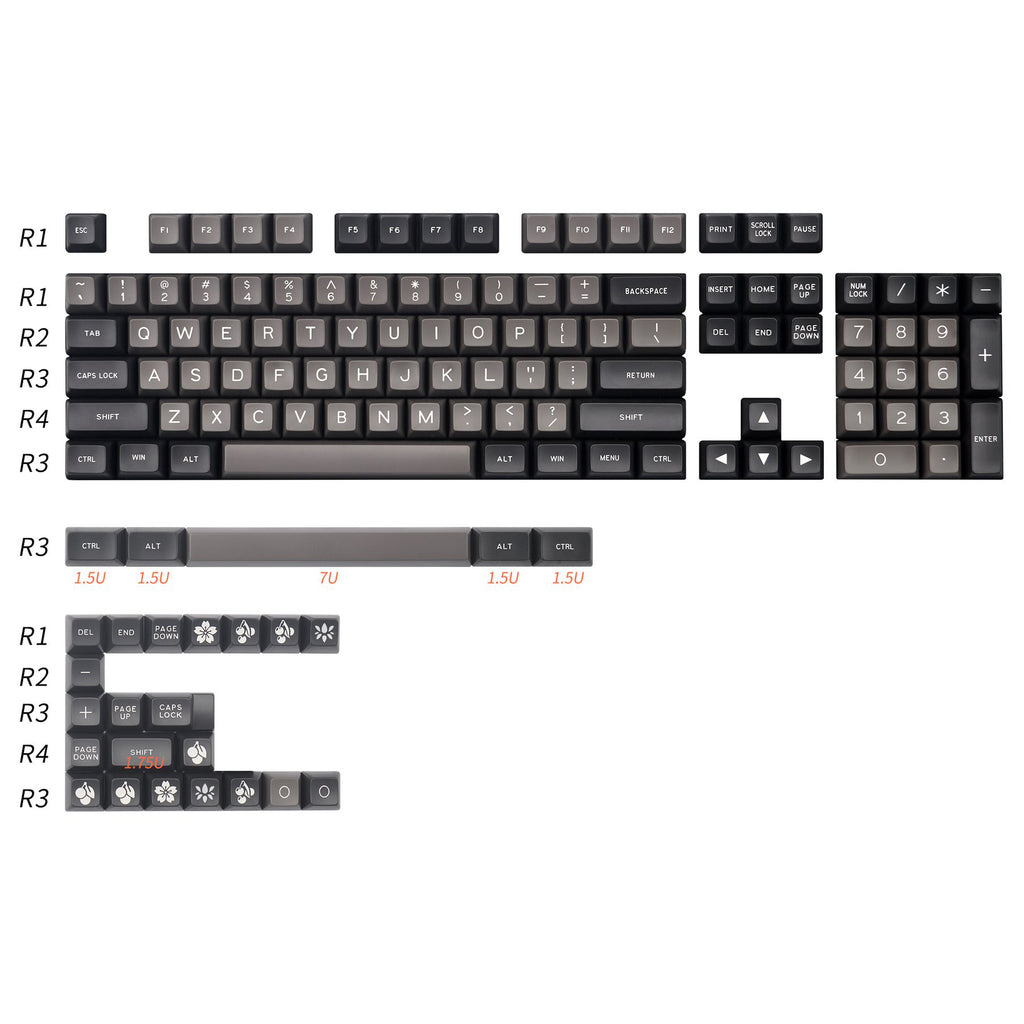 R1 ESC F1 F2 F3 F4 F5 F6 F7 F8 F9 F10 F11 F12 PRINT SCROLL LOCK PAUSE
R1 ~ ` ! 1 @ 2 # 3 $ 4 % 5 ^ 6 & 7 * 8 ( 9 ) 0 — - + = BACKSPACE INSERT HOME PAGE UP NUM LOCK / * −
R2 TAB Q W E R T Y U I O P { [ } ] | \ DEL END PAGE DOWN 7 8 9 +
R3 CAPS LOCK A S D F G H J K L " ' : ; RETURN 4 5 6
R4 SHIFT Z X C V B N M > . < , ? / SHIFT ▲ 1 2 3 ENTER
R3 CTRL WIN ALT ALT WIN MENU CTRL ◀ ▼ ▶ 0 .
R3 CTRL ALT ALT CTRL
1.5U 1.5U 7U 1.5U 1.5U
R1 DEL END PAGE DOWN
R2 −
R3 + PAGE UP CAPS LOCK
R4 PAGE DOWN SHIFT
1.75U
R3 0 0